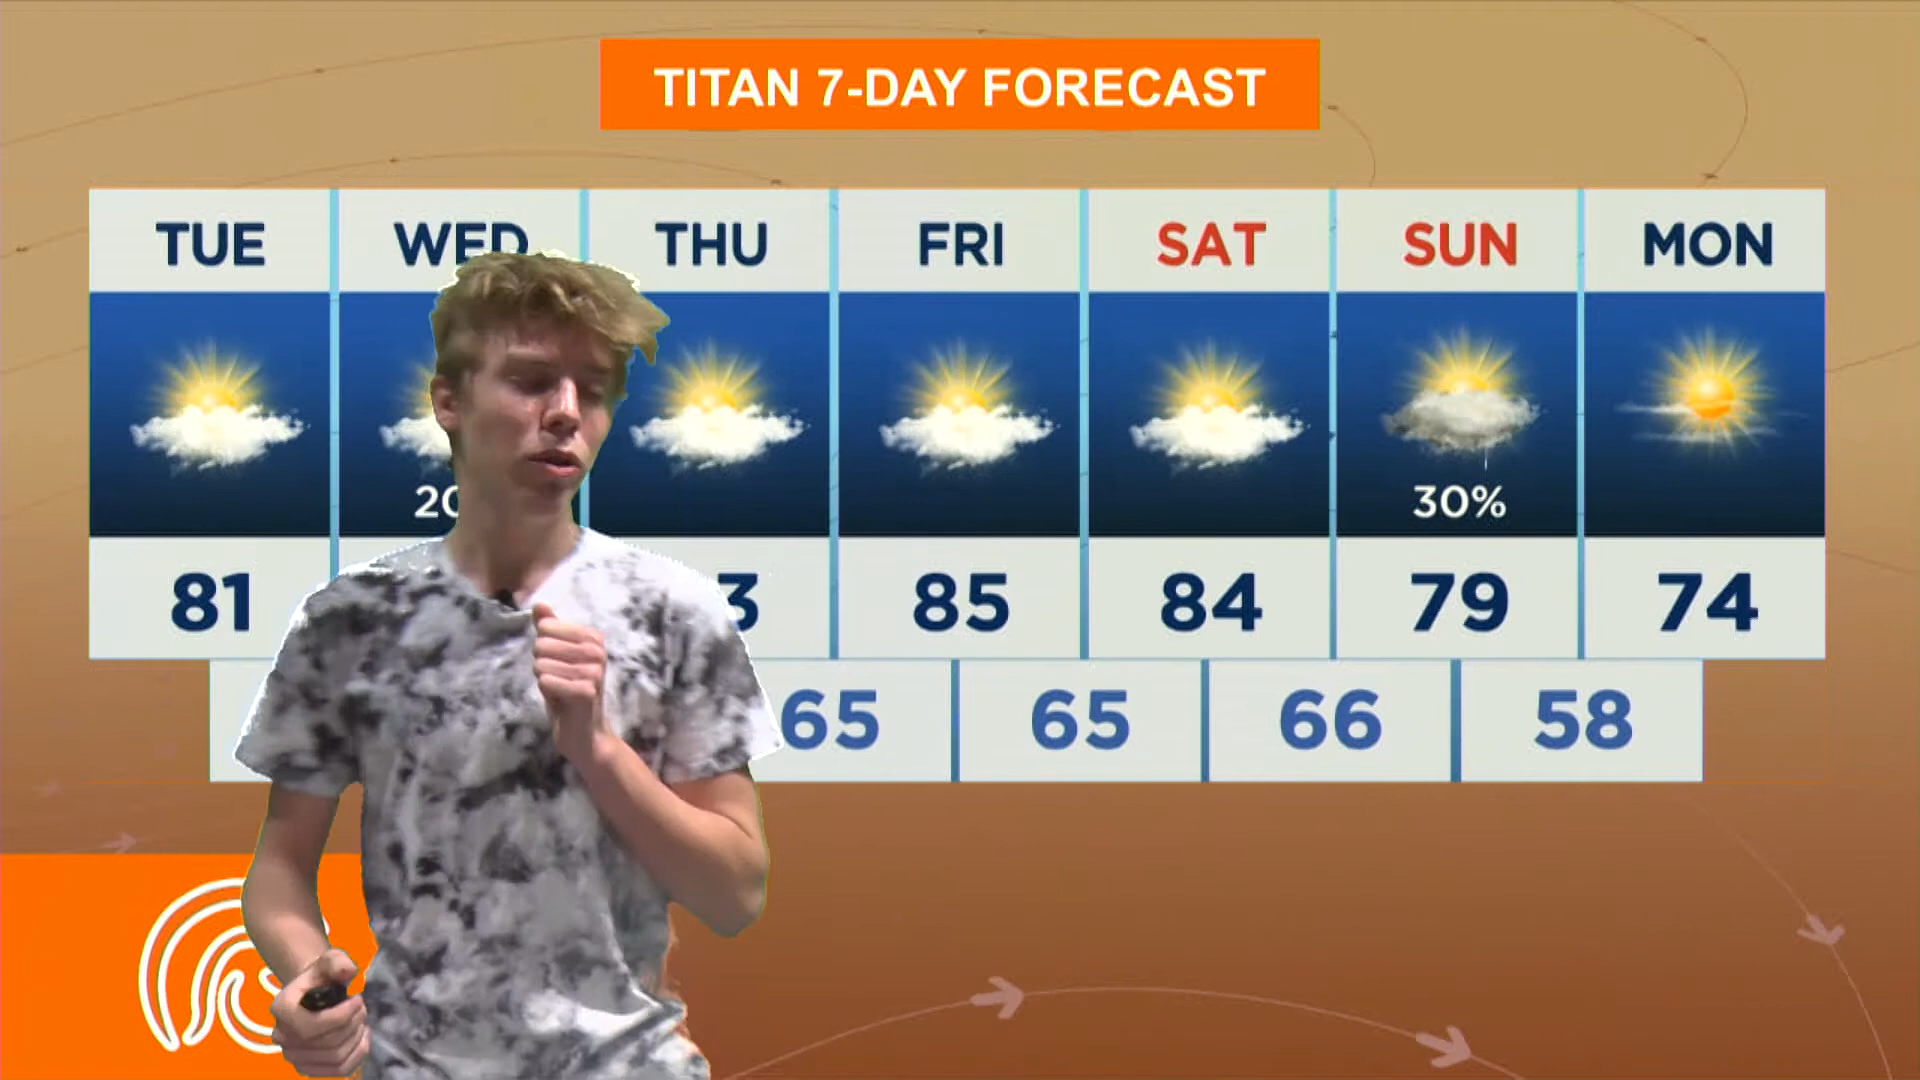 TITAN 7-DAY FORECAST
TUE WED THU FRI SAT SUN MON
30%
81 85 84 79 74
65 65 66 58